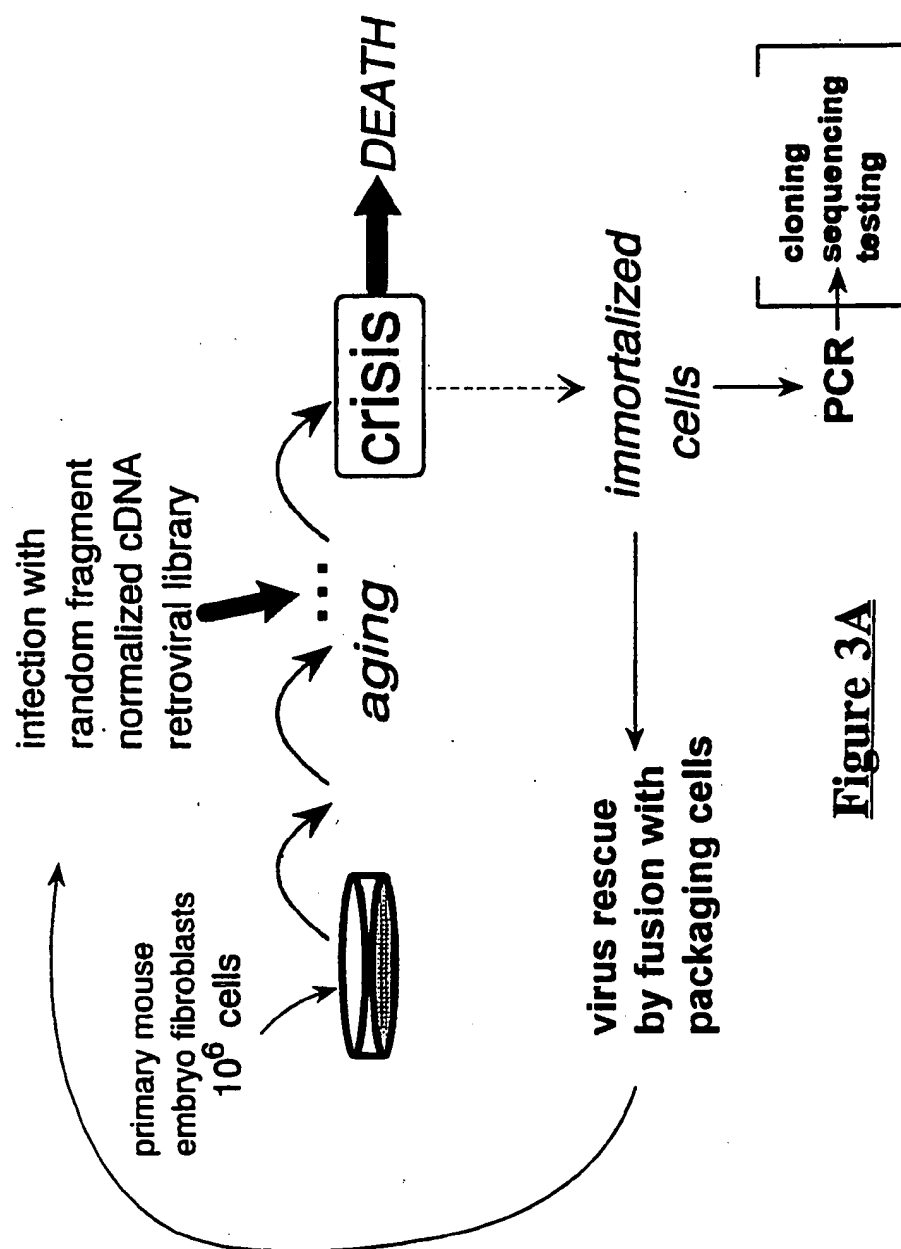 infection with
random fragment
normalized cDNA
retroviral library
primary mouse
embryo fibroblasts
10⁶ cells
aging
...
crisis
DEATH
immortalized
cells
virus rescue
by fusion with
packaging cells
PCR
cloning
sequencing
testing
Figure 3A